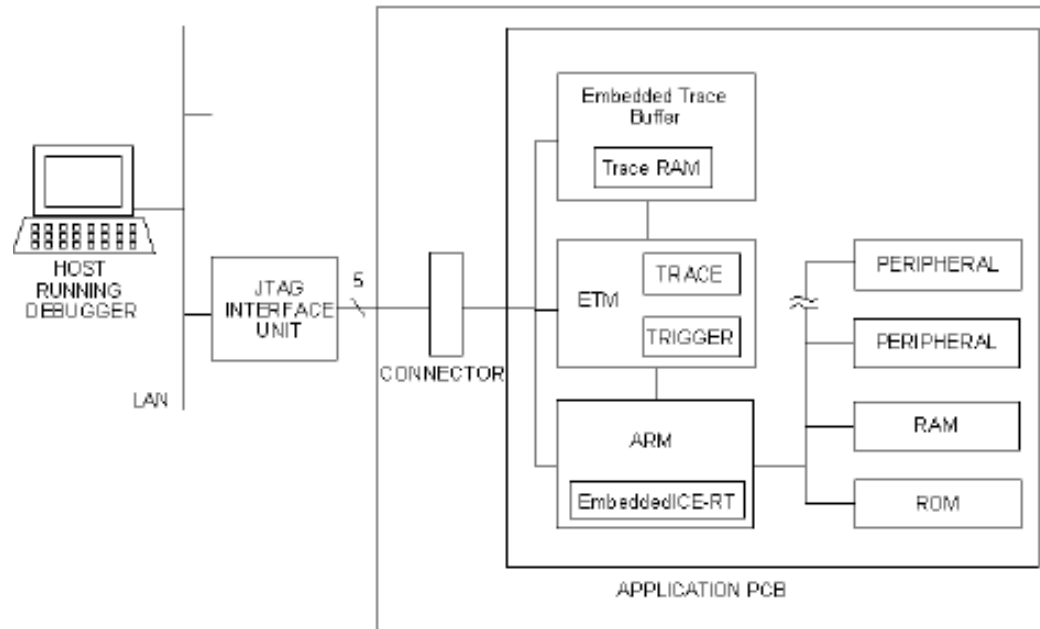 Embedded Trace
Buffer
Trace RAM
HOST
RUNNING
DEBUGGER
LAN
JTAG
INTERFACE
UNIT
5
CONNECTOR
ETM
TRACE
TRIGGER
ARM
EmbeddedICE-RT
PERIPHERAL
PERIPHERAL
RAM
ROM
APPLICATION PCB